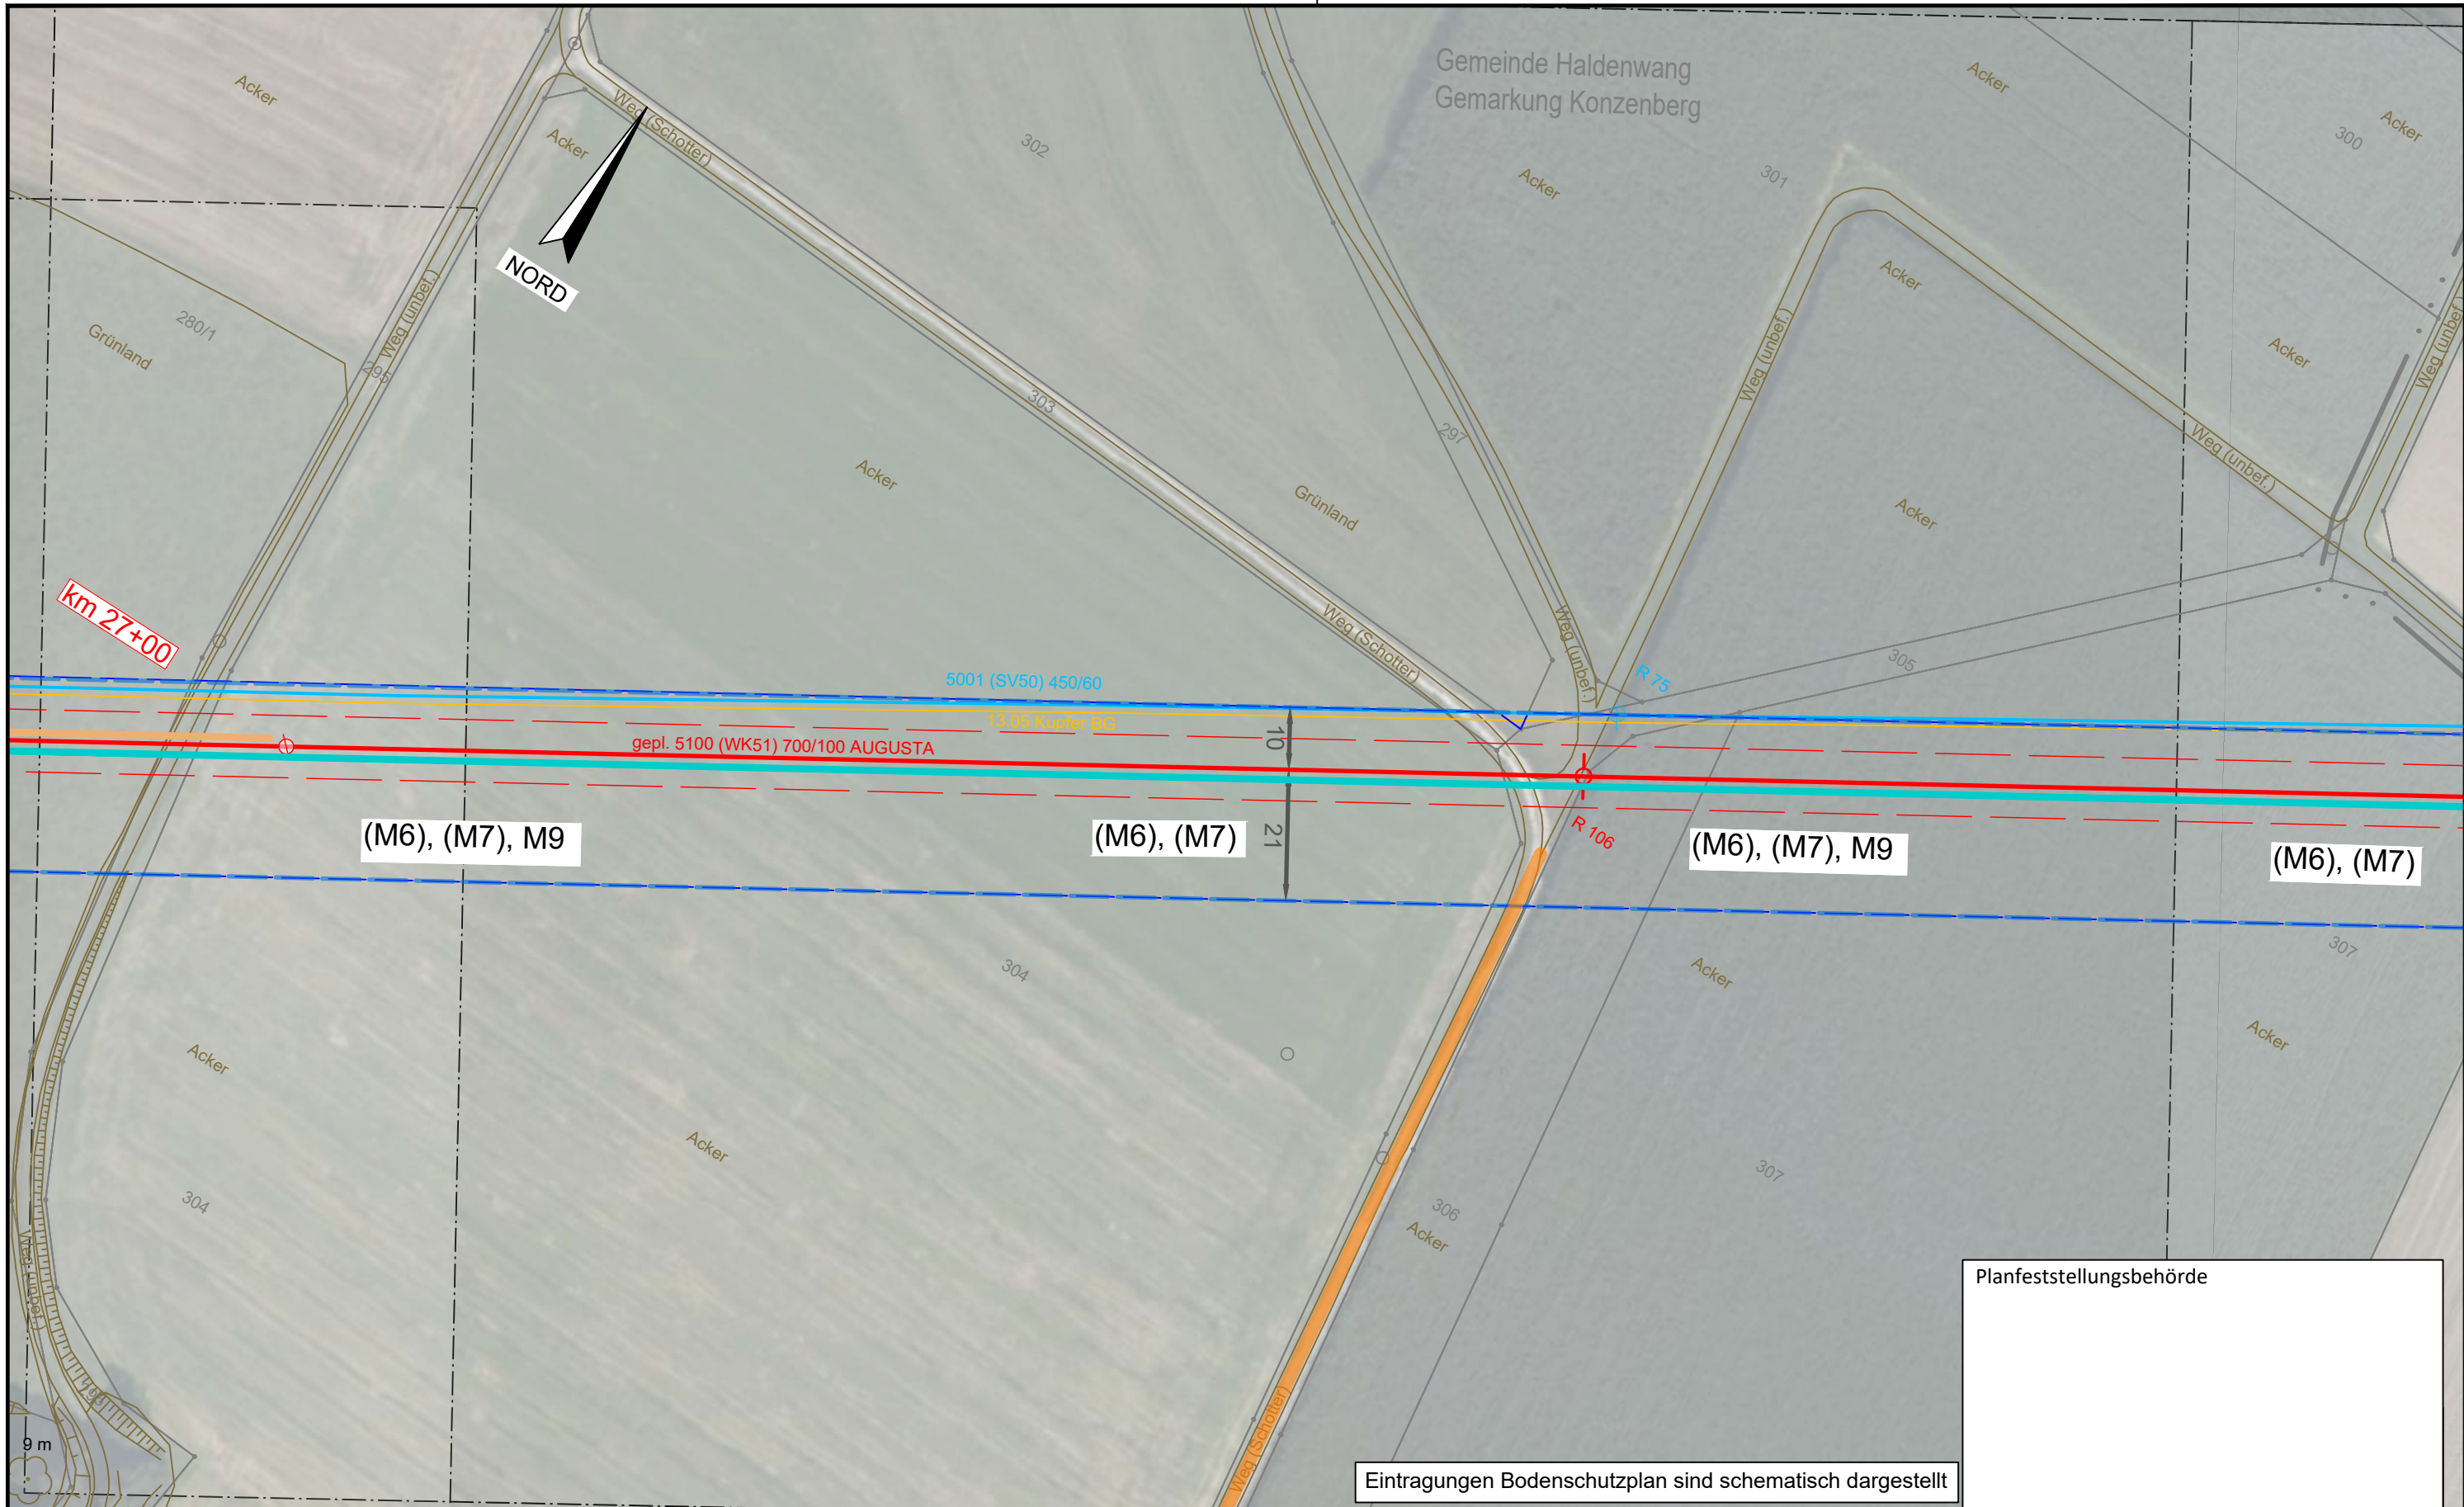 Gemeinde Haldenwang
Gemarkung Konzenberg
Acker
Acker
Acker
Acker
300
302
301
Acker
Weg (Schotter)
NORD
Acker
Weg (unbef.)
280/1
Grünland
295
303
297
Weg (unbef.)
Acker
Weg (unbef.)
Acker
Grünland
Acker
Weg (unbef.)
km 27+00
Weg (Schotter)
Weg (unbef.)
305
R 75
5001 (SV50) 450/60
13.05 Kupfer BG
gepl. 5100 (WK51) 700/100 AUGUSTA
10
21
R 106
(M6), (M7), M9
(M6), (M7)
(M6), (M7), M9
(M6), (M7)
304
Acker
307
Acker
Acker
Acker
304
307
306
Acker
Weg (unbef.)
Weg (Schotter)
9 m
Planfeststellungsbehörde
Eintragungen Bodenschutzplan sind schematisch dargestellt